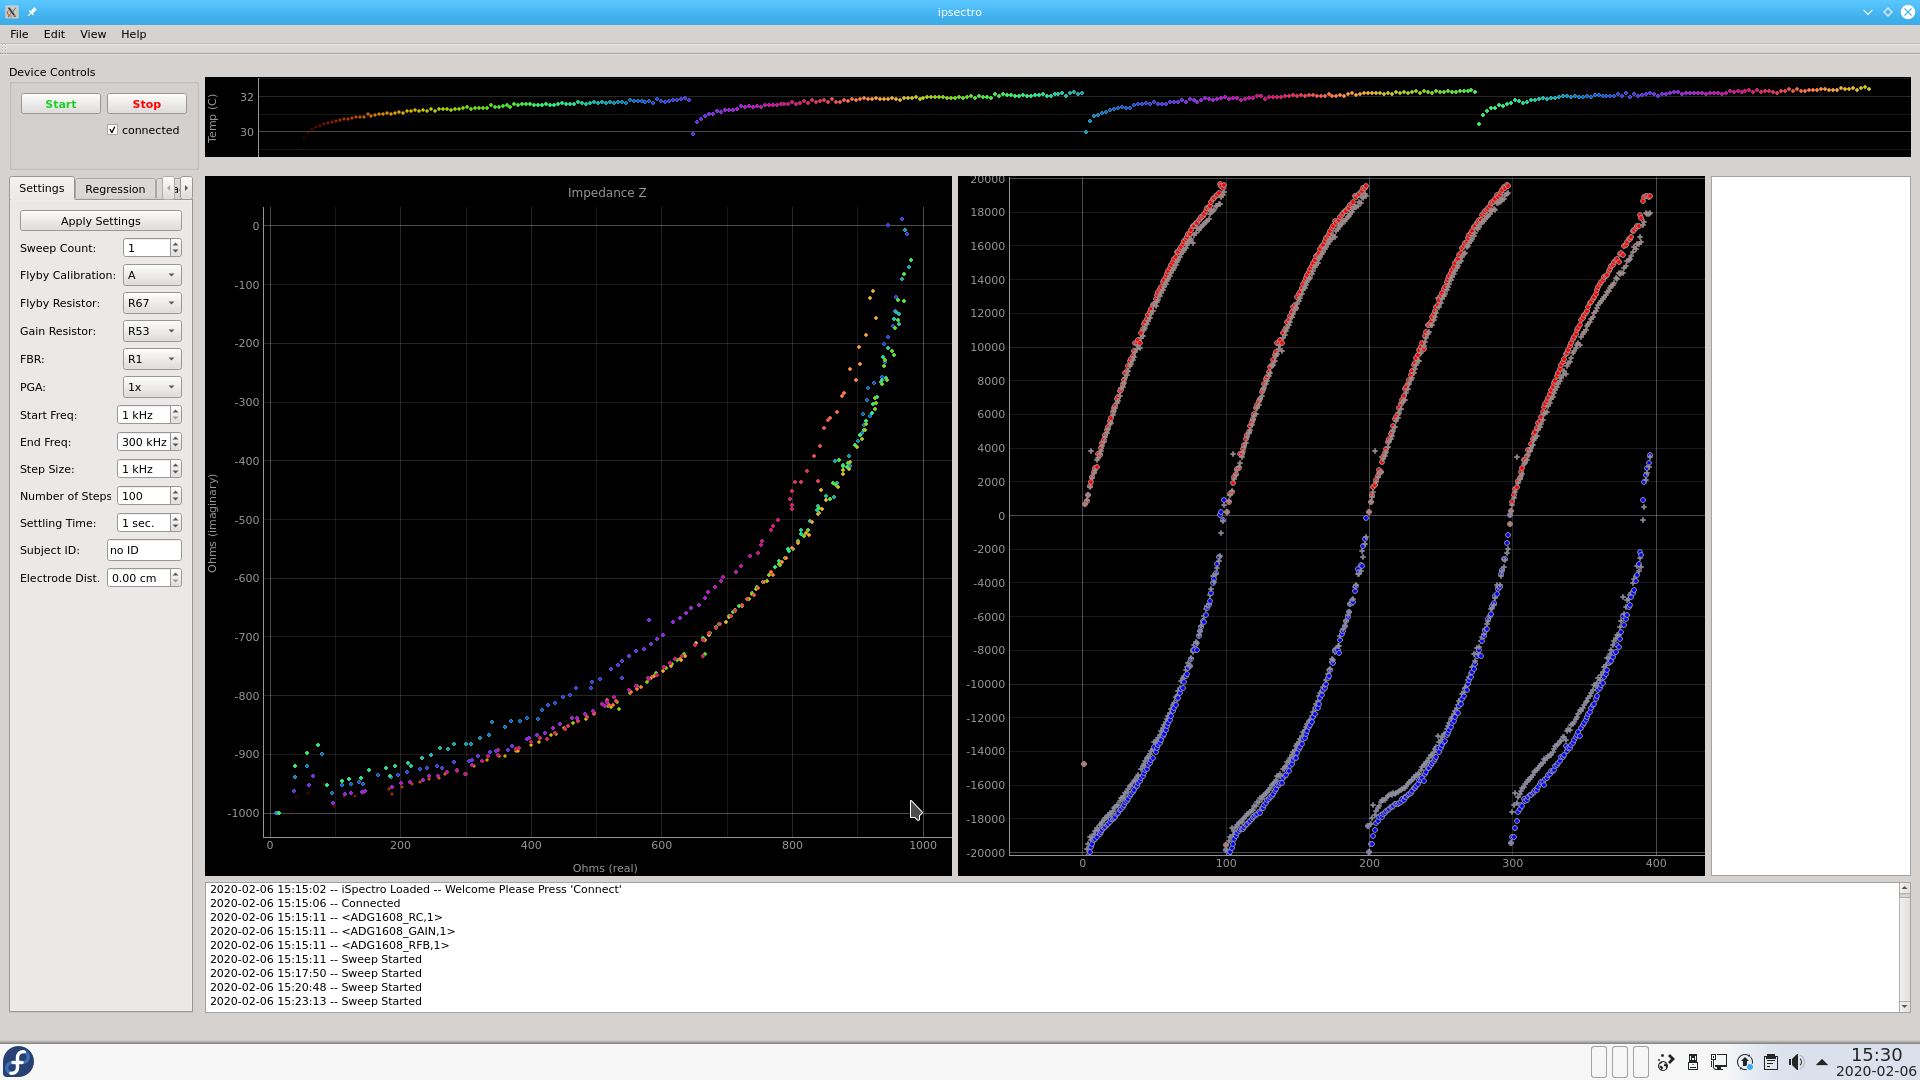 ipsectro
File Edit View Help
Device Controls
Start Stop
connected
Temp (C)
32
30
Settings Regression
Apply Settings
Sweep Count: 1
Flyby Calibration: A
Flyby Resistor: R67
Gain Resistor: R53
FBR: R1
PGA: 1x
Start Freq: 1 kHz
End Freq: 300 kHz
Step Size: 1 kHz
Number of Steps 100
Settling Time: 1 sec.
Subject ID: no ID
Electrode Dist. 0.00 cm
Impedance Z
Ohms (imaginary)
0
-100
-200
-300
-400
-500
-600
-700
-800
-900
-1000
0 200 400 600 800 1000
Ohms (real)
20000
18000
16000
14000
12000
10000
8000
6000
4000
2000
0
-2000
-4000
-6000
-8000
-10000
-12000
-14000
-16000
-18000
-20000
0 100 200 300 400
2020-02-06 15:15:02 -- iSpectro Loaded -- Welcome Please Press 'Connect'
2020-02-06 15:15:06 -- Connected
2020-02-06 15:15:11 -- <ADG1608_RC,1>
2020-02-06 15:15:11 -- <ADG1608_GAIN,1>
2020-02-06 15:15:11 -- <ADG1608_RFB,1>
2020-02-06 15:15:11 -- Sweep Started
2020-02-06 15:17:50 -- Sweep Started
2020-02-06 15:20:48 -- Sweep Started
2020-02-06 15:23:13 -- Sweep Started
15:30
2020-02-06